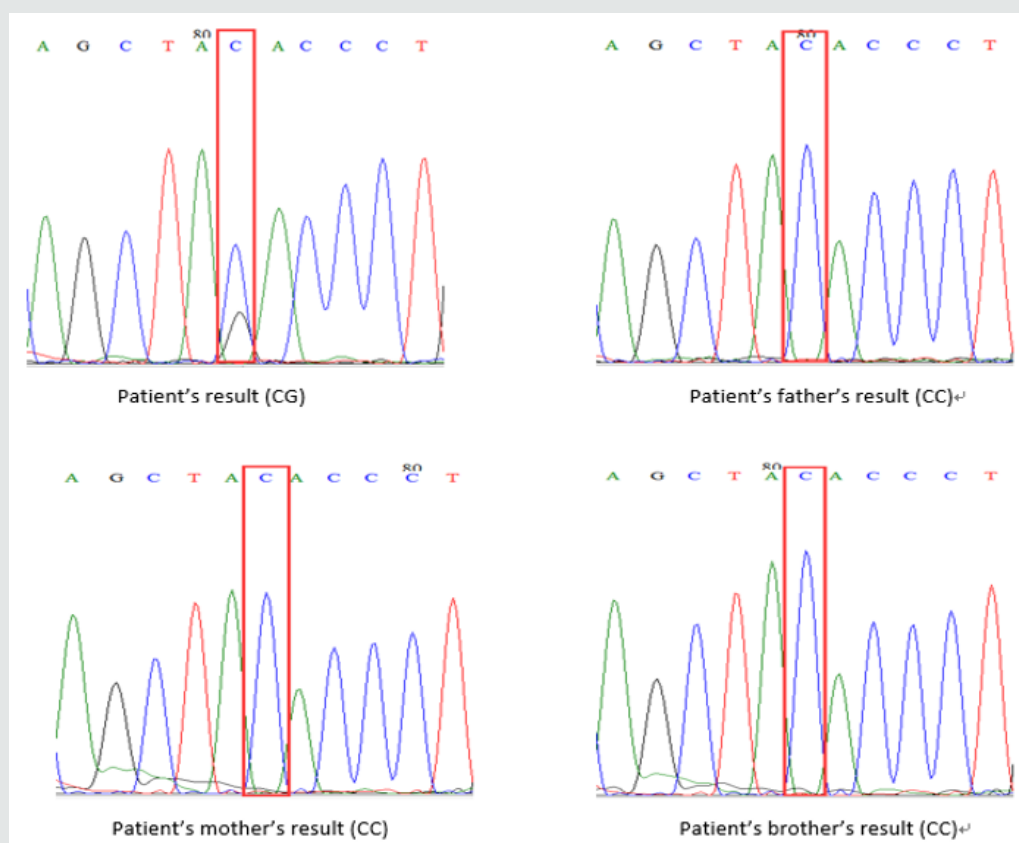 80
A G C T A C A C C C T
Patient's result (CG)
80
A G C T A C A C C C T
Patient's father's result (CC)↵
80
A G C T A C A C C C T
Patient's mother's result (CC)
80
A G C T A C A C C C T
Patient's brother's result (CC)↵